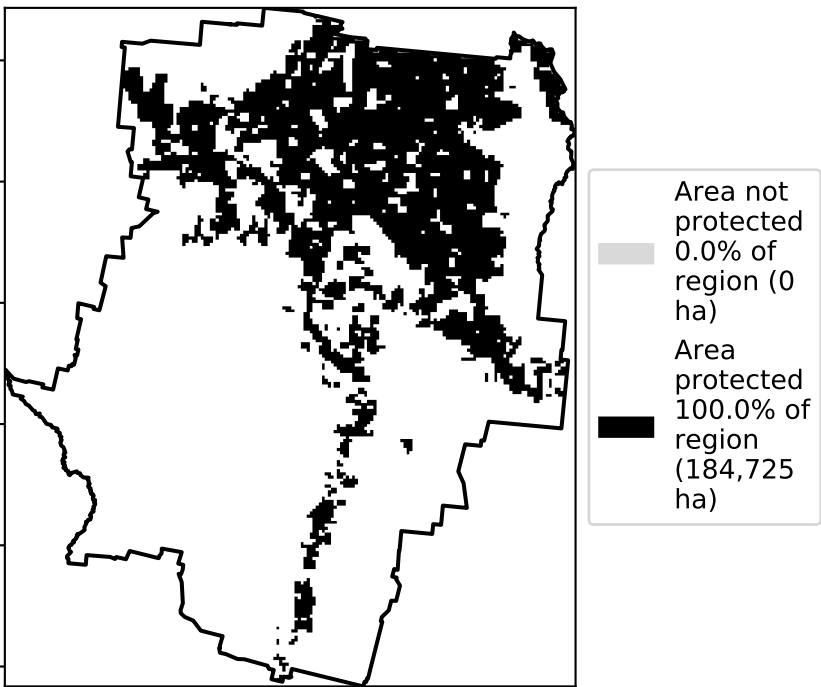 Area not
protected
0.0% of
region (0
ha)
Area
protected
100.0% of
region
(184,725
ha)